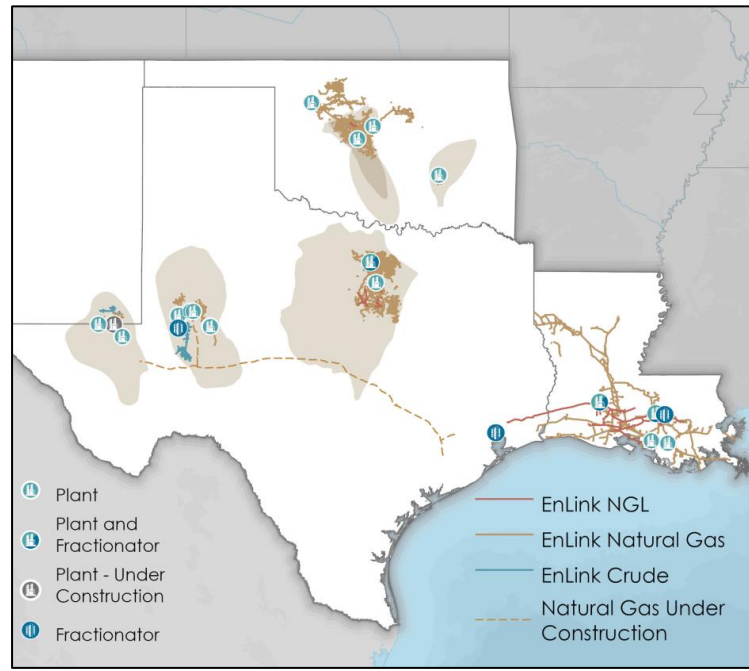 Plant
Plant and
Fractionator
Plant - Under
Construction
Fractionator
EnLink NGL
EnLink Natural Gas
EnLink Crude
Natural Gas Under
Construction